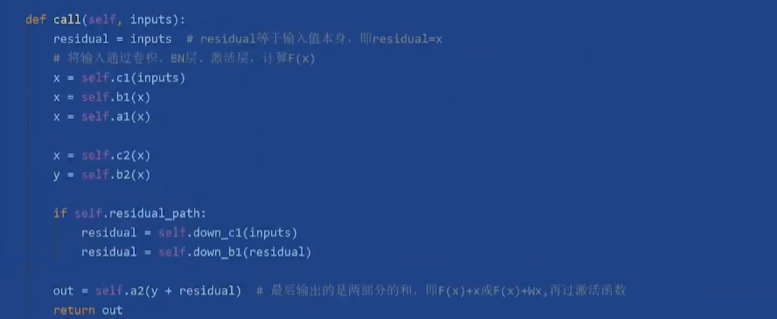 def call(self, inputs):
residual = inputs  # residual等于输入值本身，即residual=x
# 将输入通过卷积、BN层、激活层，计算F(x)
x = self.c1(inputs)
x = self.b1(x)
x = self.a1(x)
x = self.c2(x)
y = self.b2(x)
if self.residual_path:
residual = self.down_c1(inputs)
residual = self.down_b1(residual)
out = self.a2(y + residual)  # 最后输出的是两部分的和，即F(x)+x或F(x)+Wx,再过激活函数
return out